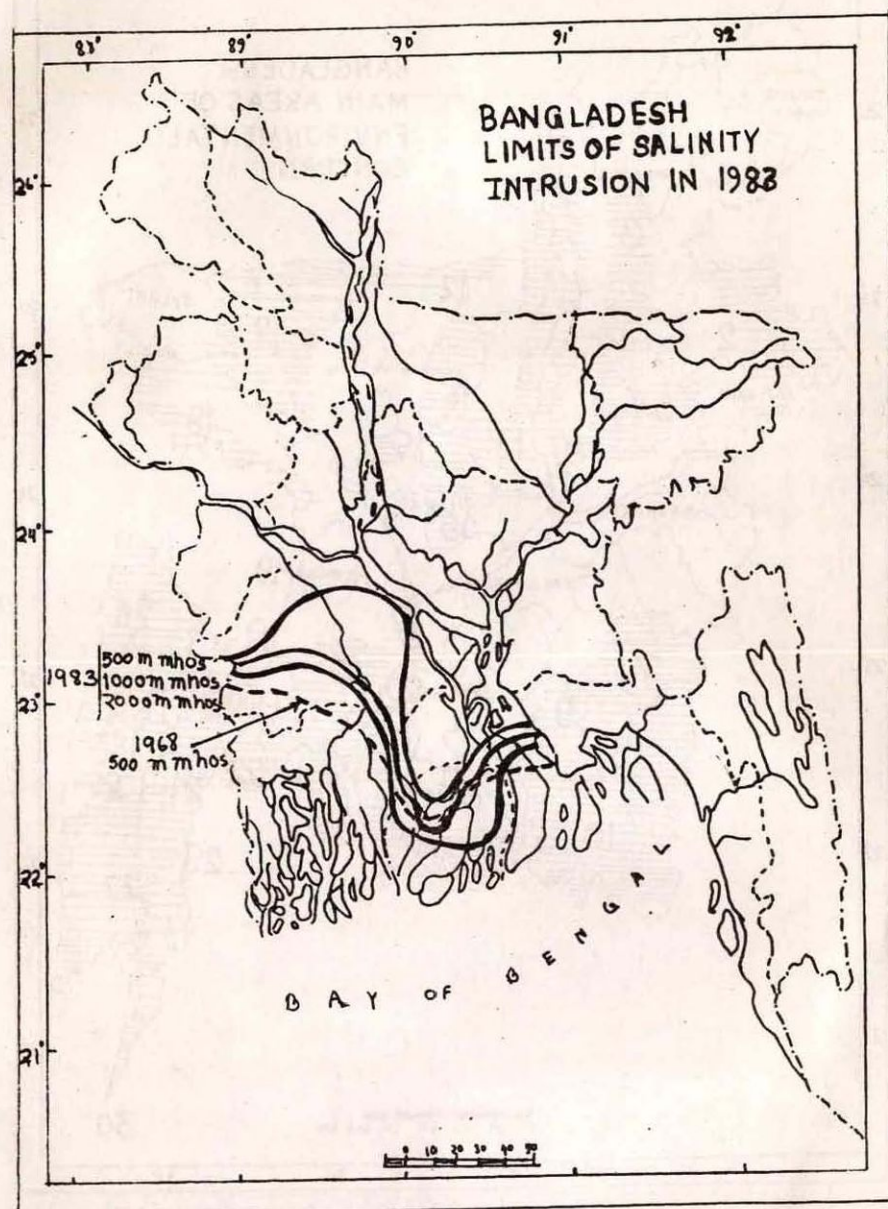 88° 89° 90° 91° 92°
BANGLADESH
LIMITS OF SALINITY
INTRUSION IN 1983
26°
25°
24°
23°
22°
21°
1983
500 m mhos
1000 m mhos
2000 m mhos
1968
500 m mhos
BAY OF BENGAL
0 10 20 30 40 50